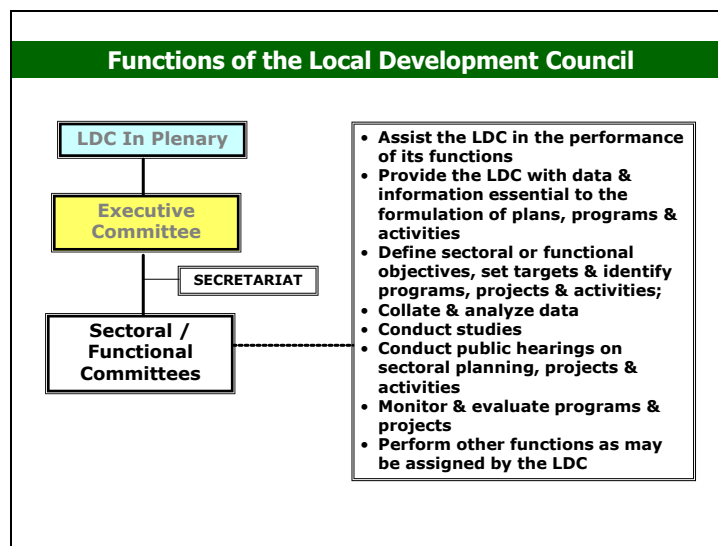 Functions of the Local Development Council
LDC In Plenary
Executive
Committee
SECRETARIAT
Sectoral /
Functional
Committees
• Assist the LDC in the performance
of its functions
• Provide the LDC with data &
information essential to the
formulation of plans, programs &
activities
• Define sectoral or functional
objectives, set targets & identify
programs, projects & activities;
• Collate & analyze data
• Conduct studies
• Conduct public hearings on
sectoral planning, projects &
activities
• Monitor & evaluate programs &
projects
• Perform other functions as may
be assigned by the LDC